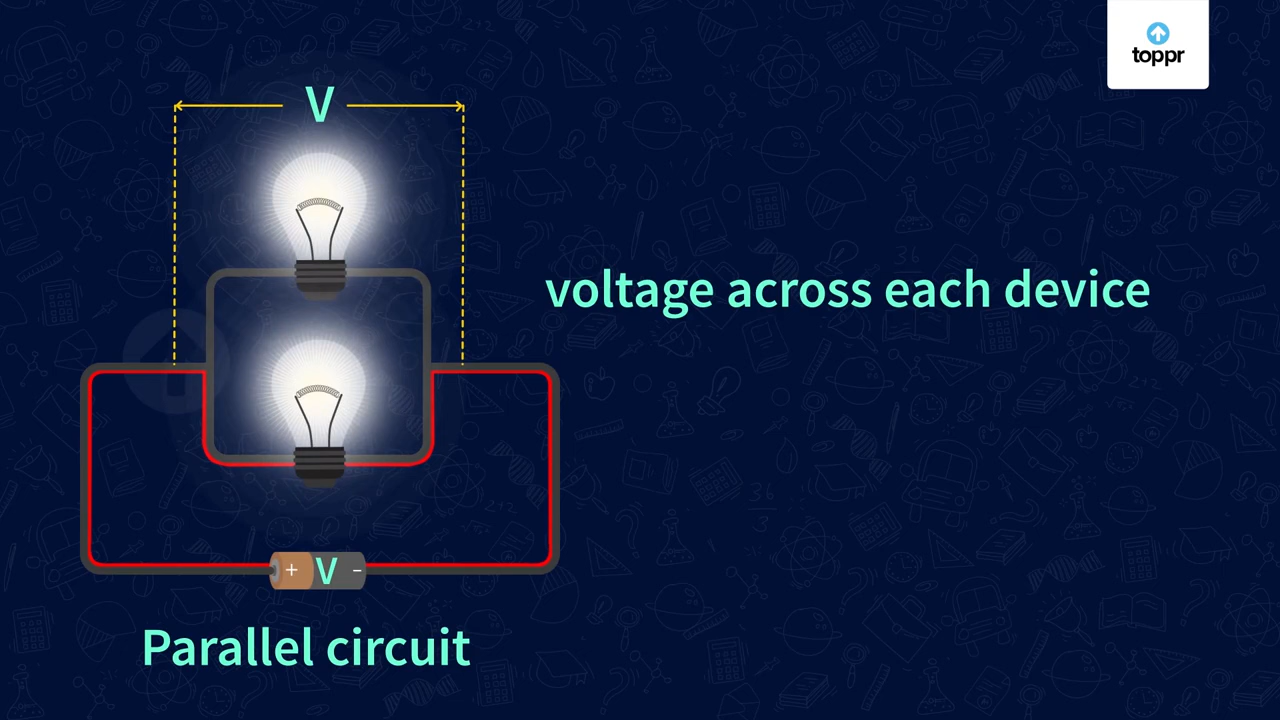 toppr
V
voltage across each device
+ V -
Parallel circuit